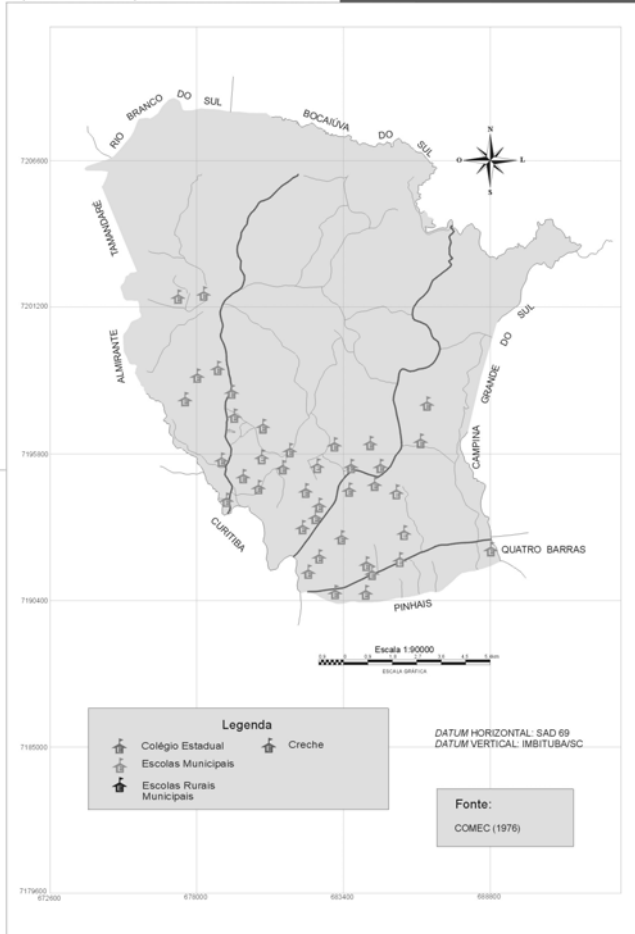 RIO BRANCO DO SUL
BOCAIÚVA DO SUL
N
O
L
S
7206600
TAMANDARÉ
7201200
ALMIRANTE
CAMPINA GRANDE DO SUL
7195800
CURITIBA
QUATRO BARRAS
7190400
PINHAIS
Escala 1:90000
ESCALA GRÁFICA
Legenda
Colégio Estadual
Creche
Escolas Municipais
Escolas Rurais
Municipais
DATUM HORIZONTAL: SAD 69
DATUM VERTICAL: IMBITUBA/SC
7185000
Fonte:
COMEC (1976)
7179600
672600
678000
683400